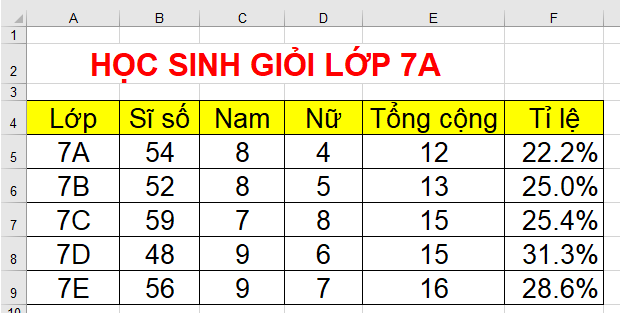 A B C D E F
1
2 HỌC SINH GIỎI LỚP 7A
3
4 Lớp Sĩ số Nam Nữ Tổng cộng Tỉ lệ
5 7A 54 8 4 12 22.2%
6 7B 52 8 5 13 25.0%
7 7C 59 7 8 15 25.4%
8 7D 48 9 6 15 31.3%
9 7E 56 9 7 16 28.6%
10